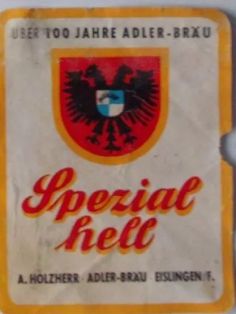 ÜBER 100 JAHRE ADLER-BRÄU
Spezial
hell
A. HOLZHERR · ADLER-BRÄU · EISLINGEN/F.